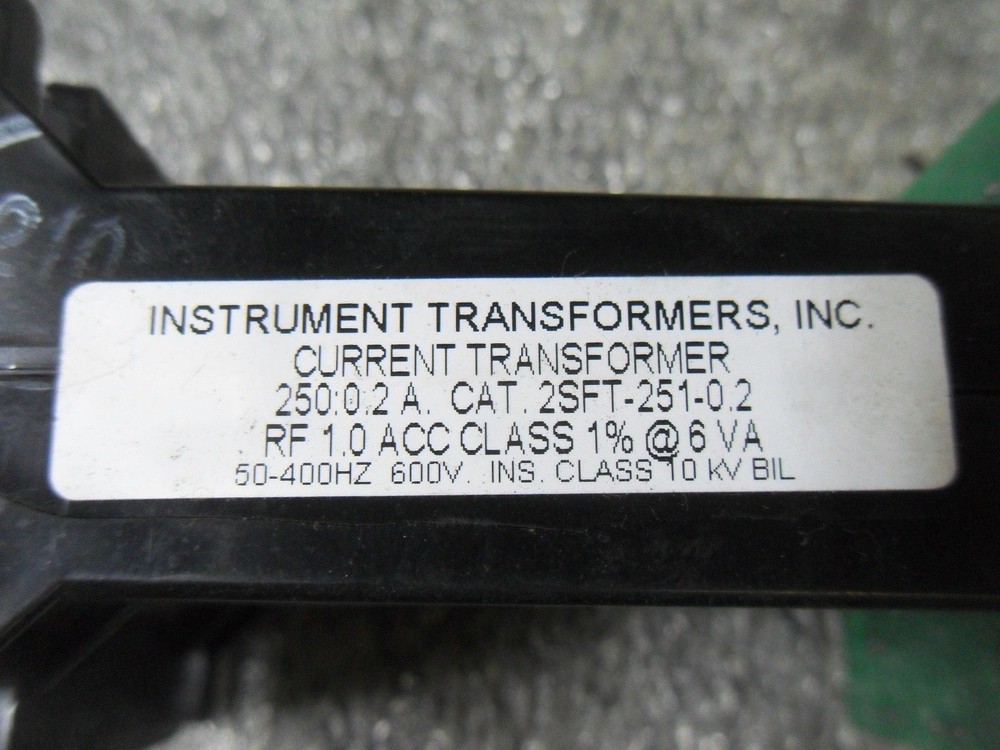 INSTRUMENT TRANSFORMERS, INC.
CURRENT TRANSFORMER
250:0.2 A. CAT. 2SFT-251-0.2
RF 1.0 ACC CLASS 1% @ 6 VA
50-400HZ 600V. INS. CLASS 10 KV BIL